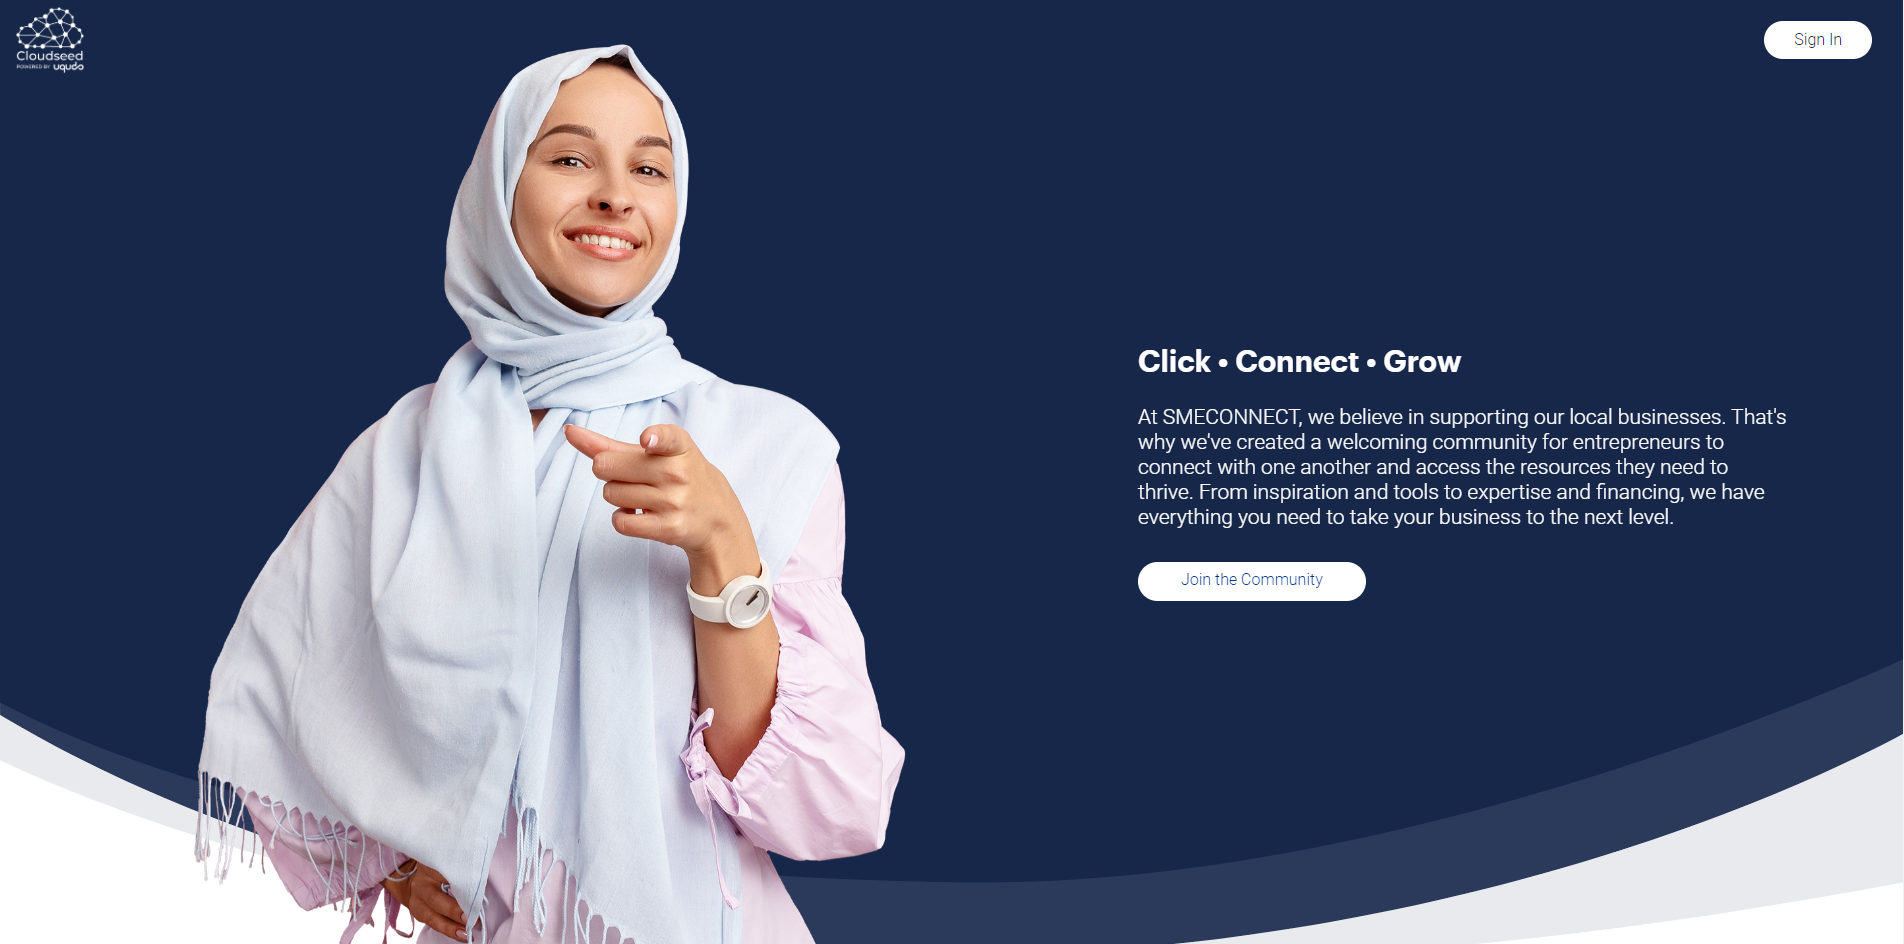 Cloudseed
POWERED BY uqudo
Sign In
Click • Connect • Grow
At SMECONNECT, we believe in supporting our local businesses. That's
why we've created a welcoming community for entrepreneurs to
connect with one another and access the resources they need to
thrive. From inspiration and tools to expertise and financing, we have
everything you need to take your business to the next level.
Join the Community